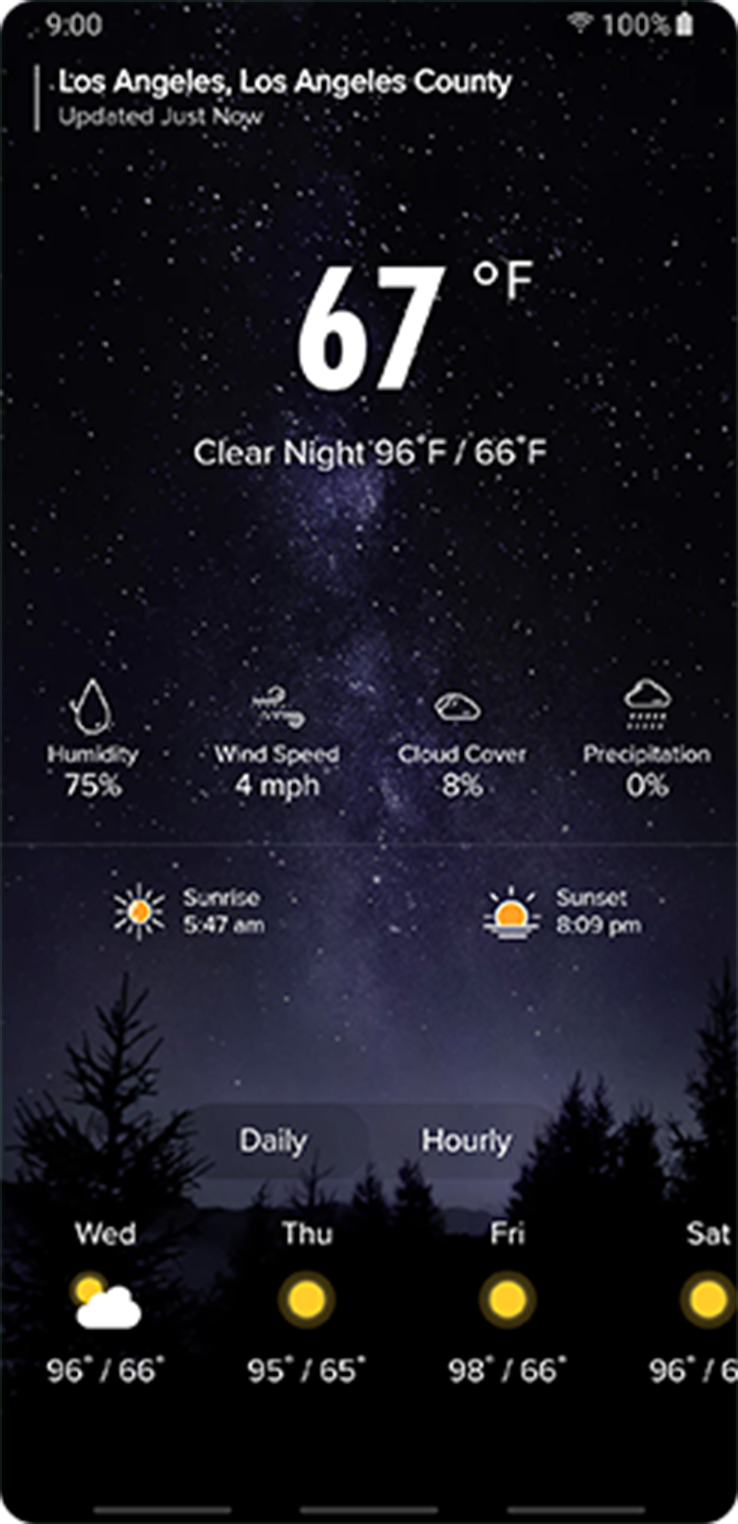 9:00 100%
Los Angeles, Los Angeles County
Updated Just Now
67 °F
Clear Night 96°F / 66°F
Humidity Wind Speed Cloud Cover Precipitation
75% 4 mph 8% 0%
Sunrise Sunset
5:47 am 8:09 pm
Daily Hourly
Wed Thu Fri Sat
96° / 66° 95° / 65° 98° / 66° 96° / 6